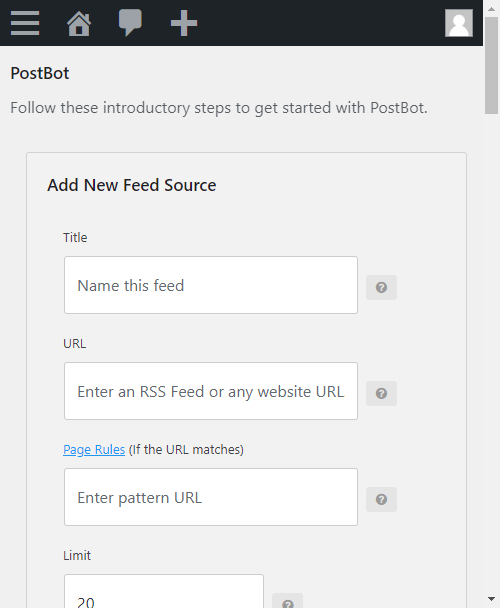 PostBot
Follow these introductory steps to get started with PostBot.
Add New Feed Source
Title
Name this feed
?
URL
Enter an RSS Feed or any website URL
?
Page Rules (If the URL matches)
Enter pattern URL
?
Limit
20
?